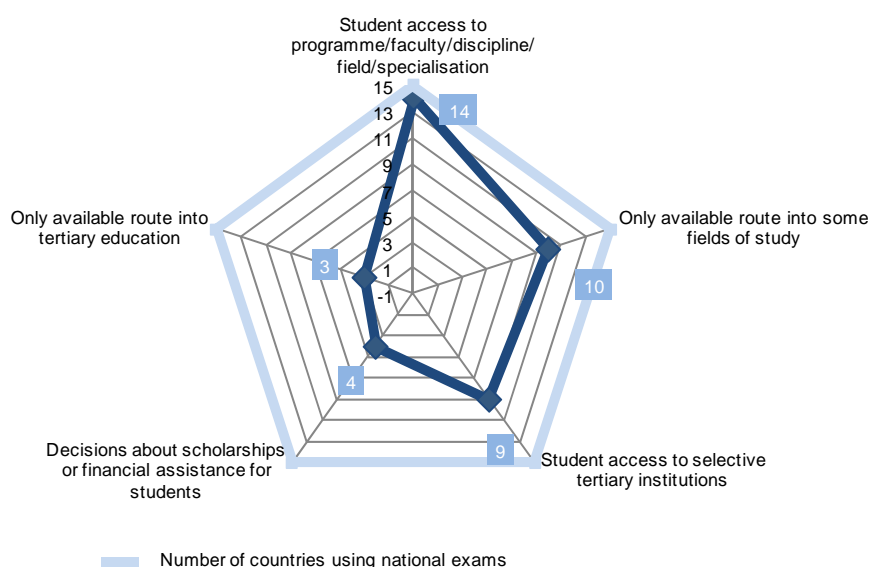 Student access to
programme/faculty/discipline/
field/specialisation
15
13
11
9
7
5
3
1
-1
14
Only available route into some
fields of study
10
Student access to selective
tertiary institutions
9
Decisions about scholarships
or financial assistance for
students
4
Only available route into
tertiary education
3
Number of countries using national exams